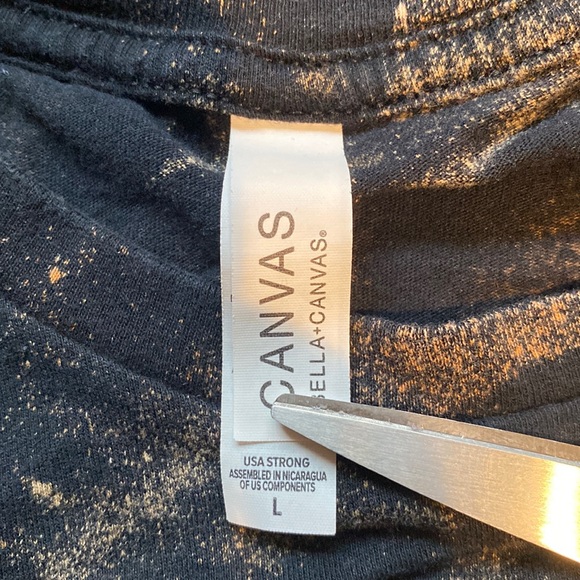 CANVAS
BELLA+CANVAS®
USA STRONG
ASSEMBLED IN NICARAGUA
OF US COMPONENTS
L